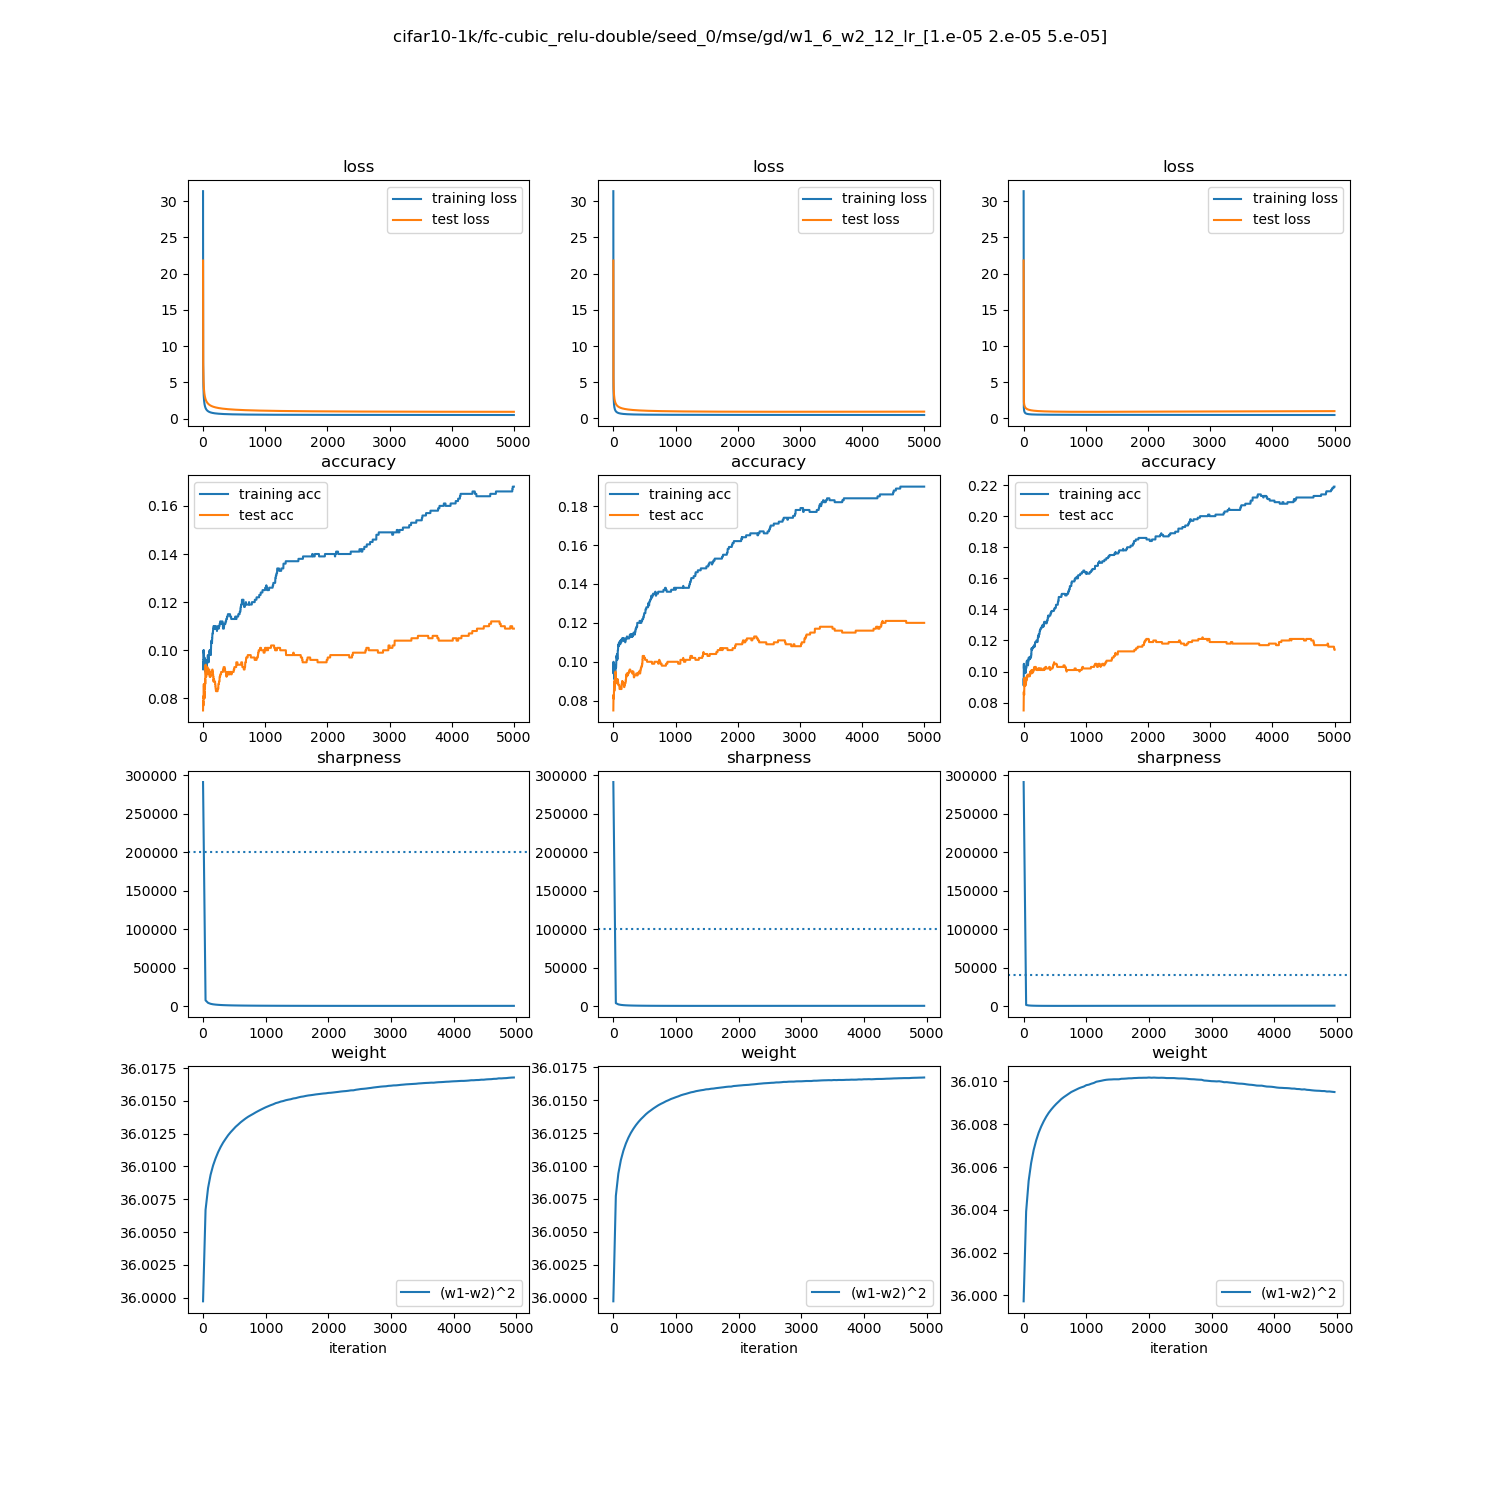 cifar10-1k/fc-cubic_relu-double/seed_0/mse/gd/w1_6_w2_12_lr_[1.e-05 2.e-05 5.e-05]
loss
30
25
20
15
10
5
0
0 1000 2000 3000 4000 5000
training loss
test loss
loss
30
25
20
15
10
5
0
0 1000 2000 3000 4000 5000
training loss
test loss
loss
30
25
20
15
10
5
0
0 1000 2000 3000 4000 5000
training loss
test loss
accuracy
0.16
0.14
0.12
0.10
0.08
0 1000 2000 3000 4000 5000
training acc
test acc
accuracy
0.18
0.16
0.14
0.12
0.10
0.08
0 1000 2000 3000 4000 5000
training acc
test acc
accuracy
0.22
0.20
0.18
0.16
0.14
0.12
0.10
0.08
0 1000 2000 3000 4000 5000
training acc
test acc
sharpness
300000
250000
200000
150000
100000
50000
0
0 1000 2000 3000 4000 5000
sharpness
300000
250000
200000
150000
100000
50000
0
0 1000 2000 3000 4000 5000
sharpness
300000
250000
200000
150000
100000
50000
0
0 1000 2000 3000 4000 5000
weight
36.0175
36.0150
36.0125
36.0100
36.0075
36.0050
36.0025
36.0000
0 1000 2000 3000 4000 5000
(w1-w2)^2
iteration
weight
36.0175
36.0150
36.0125
36.0100
36.0075
36.0050
36.0025
36.0000
0 1000 2000 3000 4000 5000
(w1-w2)^2
iteration
weight
36.010
36.008
36.006
36.004
36.002
36.000
0 1000 2000 3000 4000 5000
(w1-w2)^2
iteration